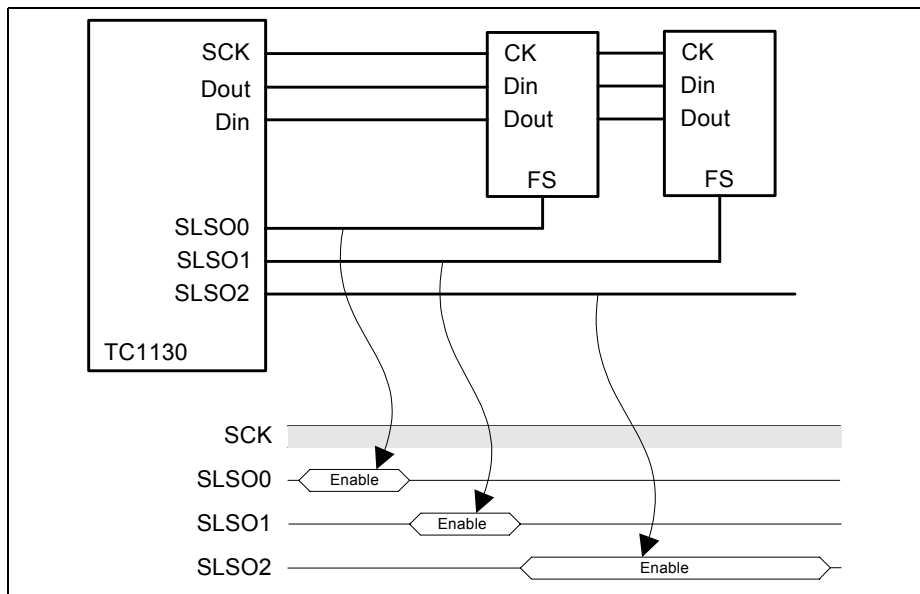 SCK
Dout
Din
SLSO0
SLSO1
SLSO2
TC1130
CK
Din
Dout
FS
CK
Din
Dout
FS
SCK
SLSO0
Enable
SLSO1
Enable
SLSO2
Enable